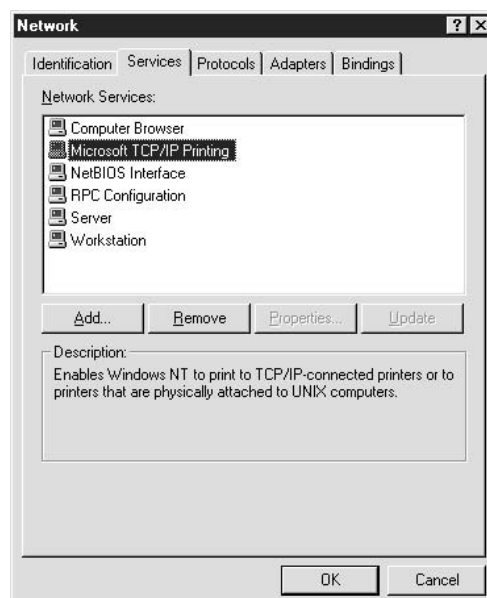 Network
Identification Services Protocols Adapters Bindings
Network Services:
Computer Browser
Microsoft TCP/IP Printing
NetBIOS Interface
RPC Configuration
Server
Workstation
Add... Remove Properties... Update
Description:
Enables Windows NT to print to TCP/IP-connected printers or to
printers that are physically attached to UNIX computers.
OK Cancel